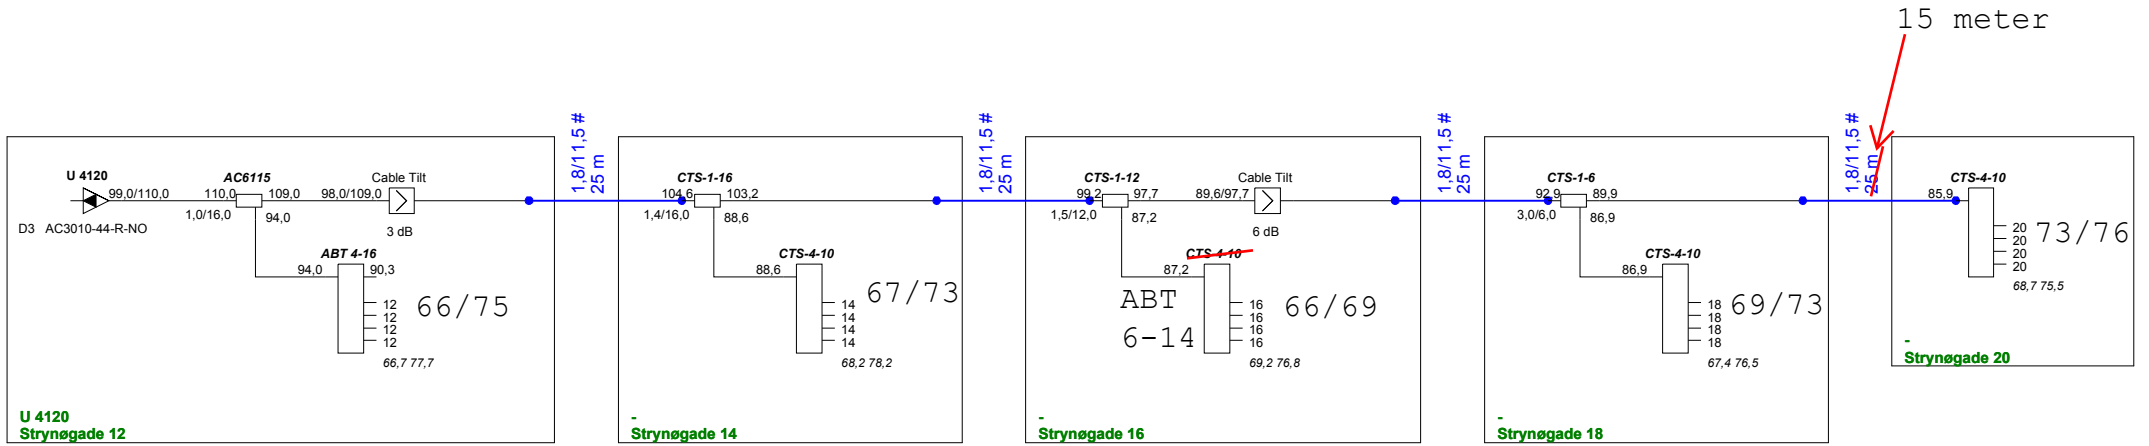 15 meter
U 4120
99,0/110,0
D3 AC3010-44-R-NO
AC6115
110,0
109,0
1,0/16,0
94,0
98,0/109,0
Cable Tilt
3 dB
ABT 4-16
94,0
90,3
12
12
12
12
66/75
66,7 77,7
U 4120
Strynøgade 12
1,8/11,5 #
25 m
CTS-1-16
104,6
103,2
1,4/16,0
88,6
CTS-4-10
88,6
14
14
14
14
67/73
68,2 78,2
-
Strynøgade 14
1,8/11,5 #
25 m
CTS-1-12
99,2
97,7
1,5/12,0
87,2
89,6/97,7
Cable Tilt
6 dB
CTS-4-10
87,2
ABT
6-14
16
16
16
16
66/69
69,2 76,8
-
Strynøgade 16
1,8/11,5 #
25 m
CTS-1-6
92,9
89,9
3,0/6,0
86,9
CTS-4-10
86,9
18
18
18
18
69/73
67,4 76,5
-
Strynøgade 18
1,8/11,5 #
25 m
CTS-4-10
85,9
20
20
20
20
73/76
68,7 75,5
-
Strynøgade 20